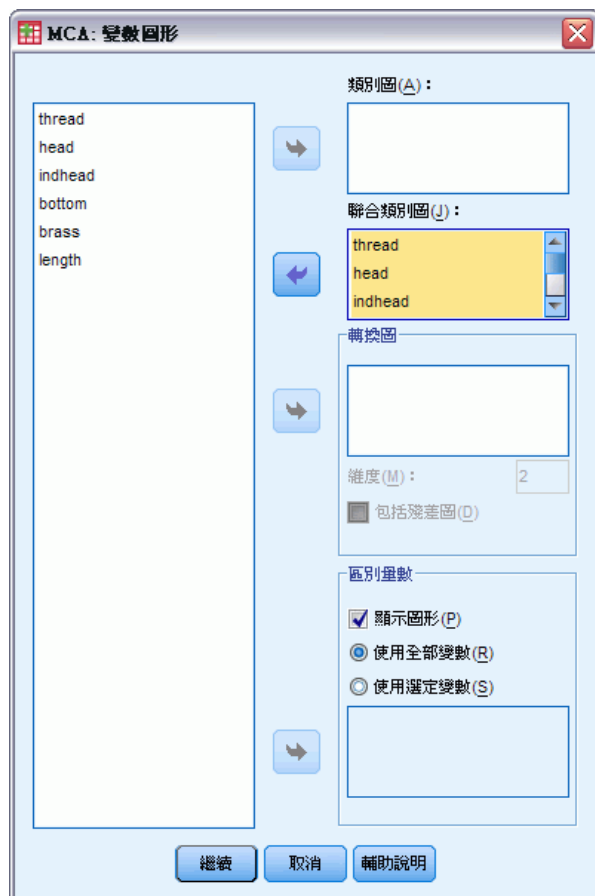 MCA: 變數圖形
thread
head
indhead
bottom
brass
length
類別圖(A)：
聯合類別圖(J)：
thread
head
indhead
轉換圖
維度(M)：
2
包括殘差圖(D)
區別量數
顯示圖形(P)
使用全部變數(R)
使用選定變數(S)
繼續
取消
輔助說明